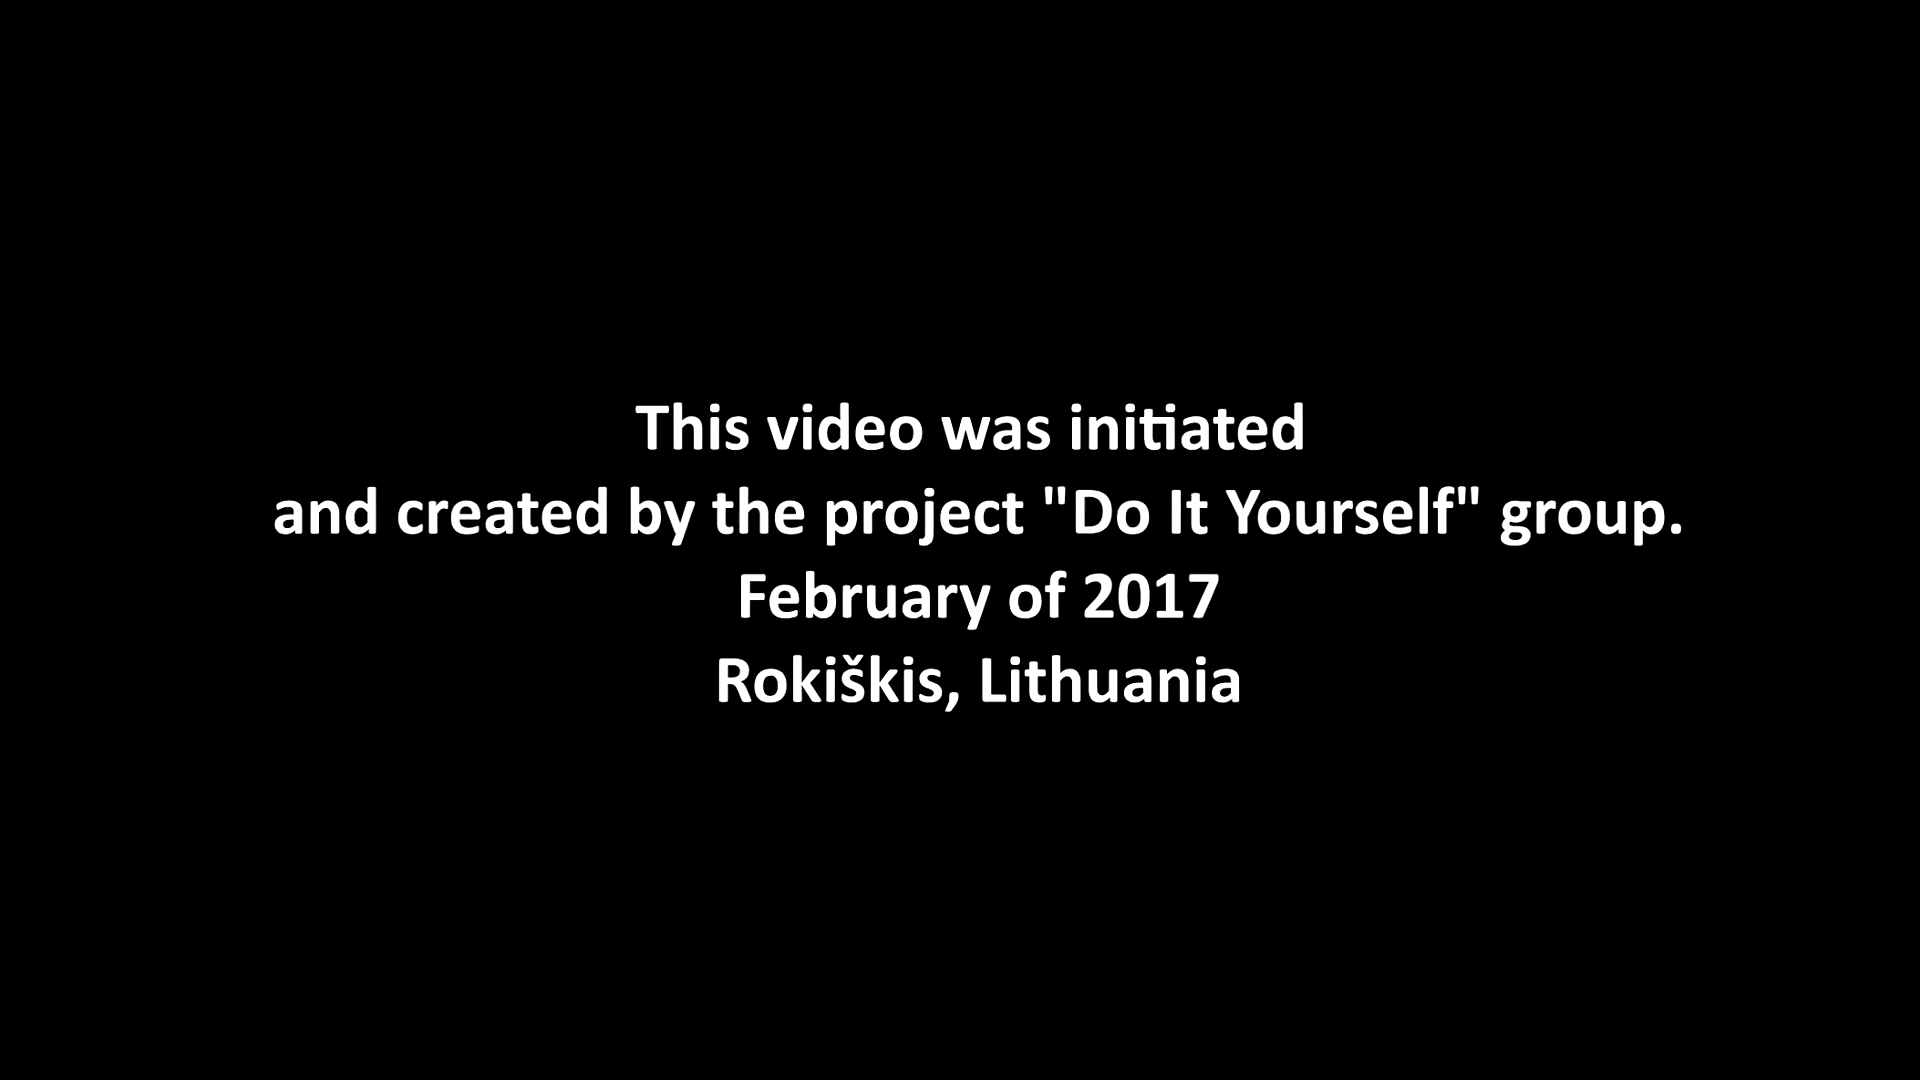 This video was initiated
and created by the project "Do It Yourself" group.
February of 2017
Rokiškis, Lithuania